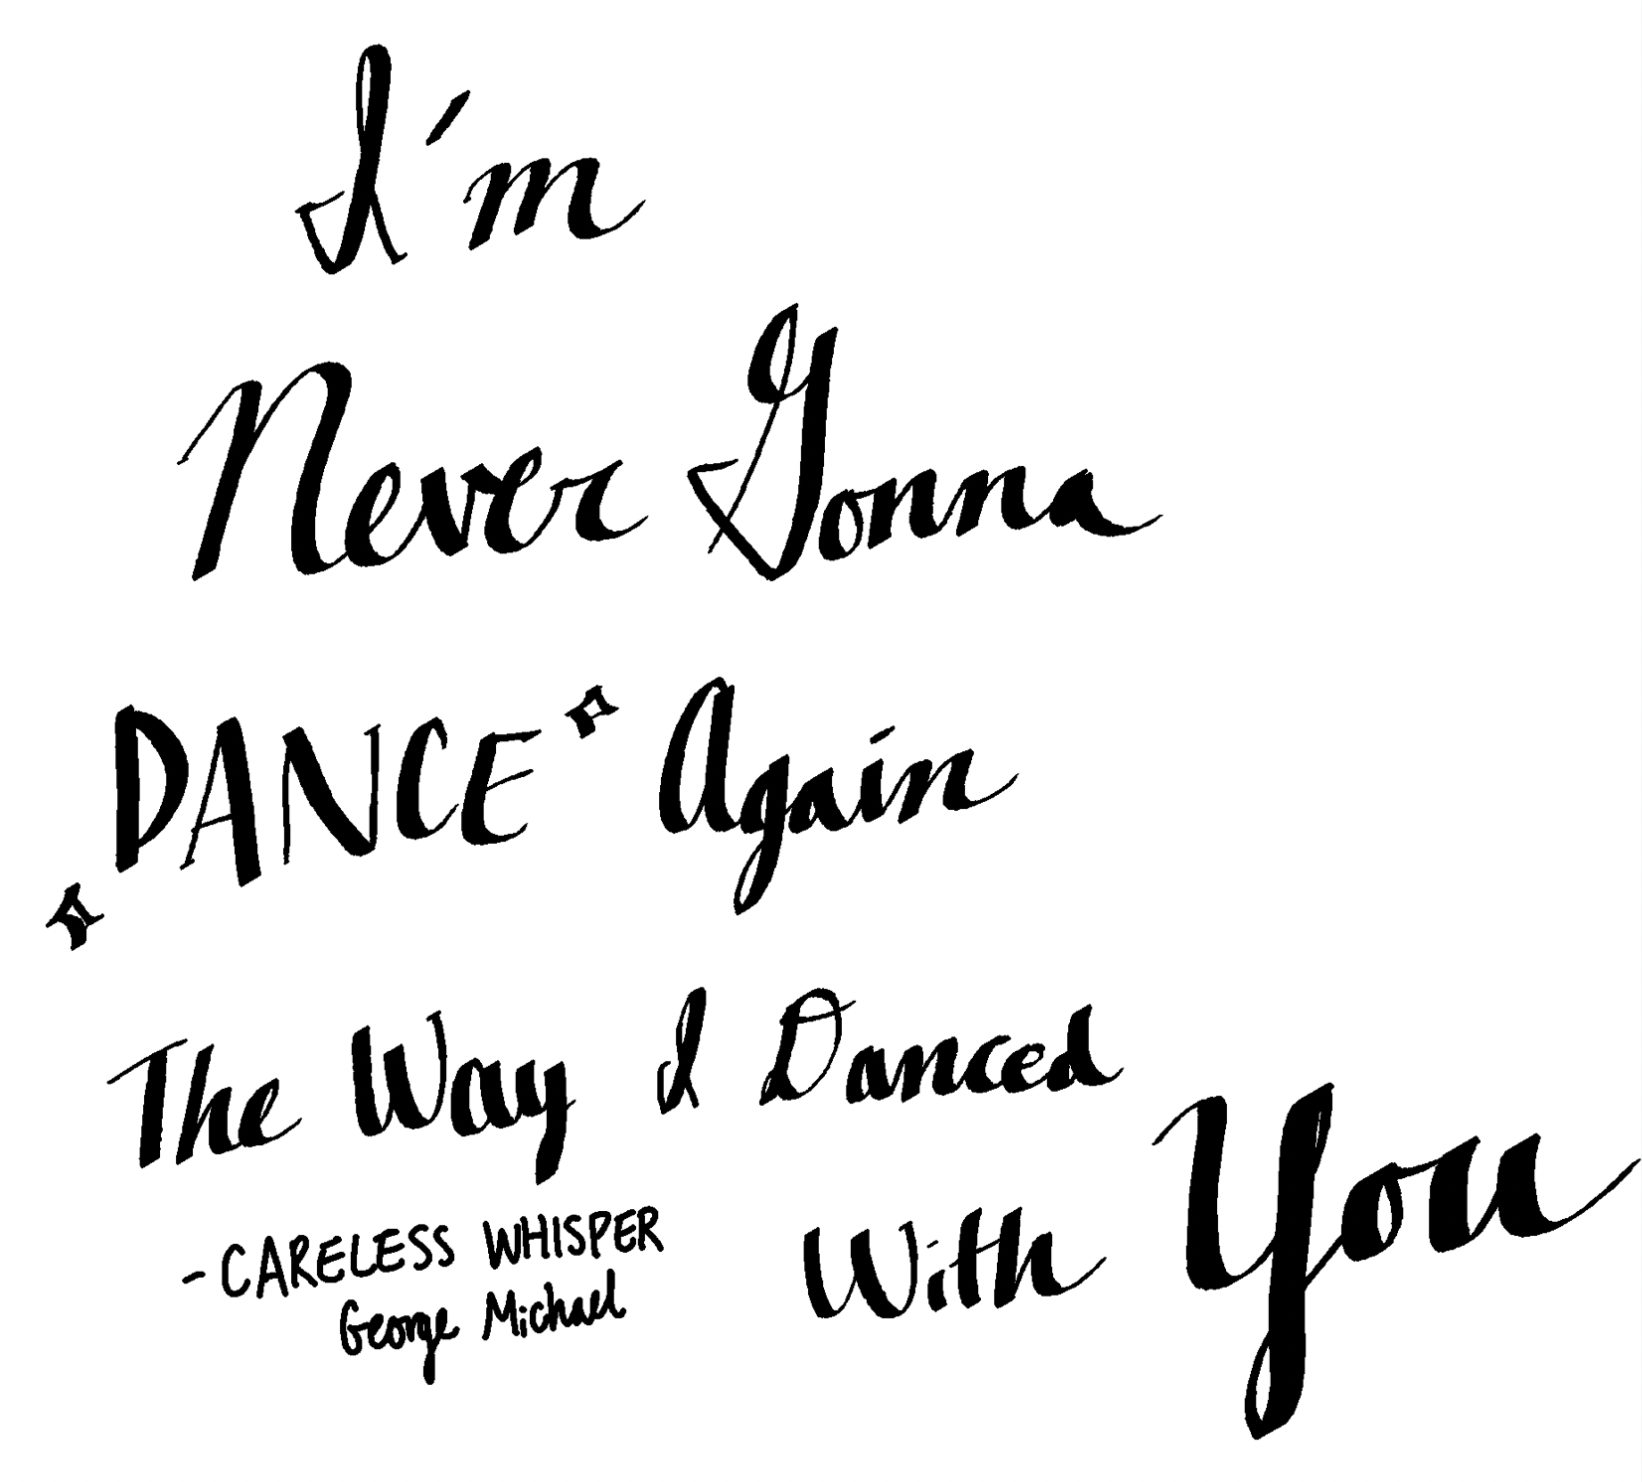 I'm
Never Gonna
DANCE Again
The Way I Danced
With You
- CARELESS WHISPER
George Michael